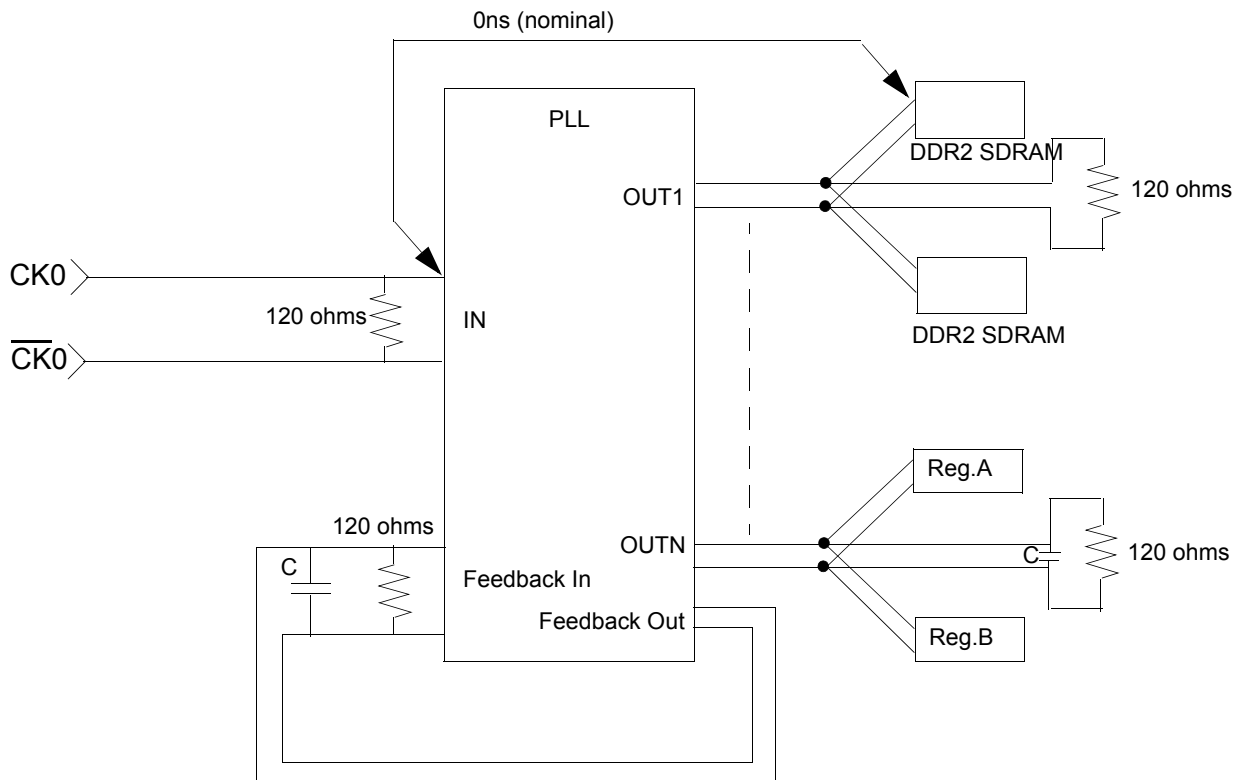 0ns (nominal)
PLL
DDR2 SDRAM
OUT1
120 ohms
CK0
120 ohms
IN
DDR2 SDRAM
C̅K̅0
Reg.A
120 ohms
OUTN
C
120 ohms
C
Feedback In
Feedback Out
Reg.B